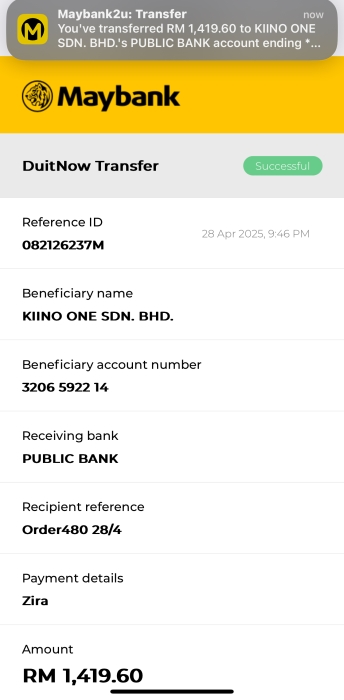 Maybank2u: Transfer
now
You've transferred RM 1,419.60 to KIINO ONE
SDN. BHD.'s PUBLIC BANK account ending *...
Maybank
DuitNow Transfer
Successful
Reference ID
28 Apr 2025, 9:46 PM
082126237M
Beneficiary name
KIINO ONE SDN. BHD.
Beneficiary account number
3206 5922 14
Receiving bank
PUBLIC BANK
Recipient reference
Order480 28/4
Payment details
Zira
Amount
RM 1,419.60